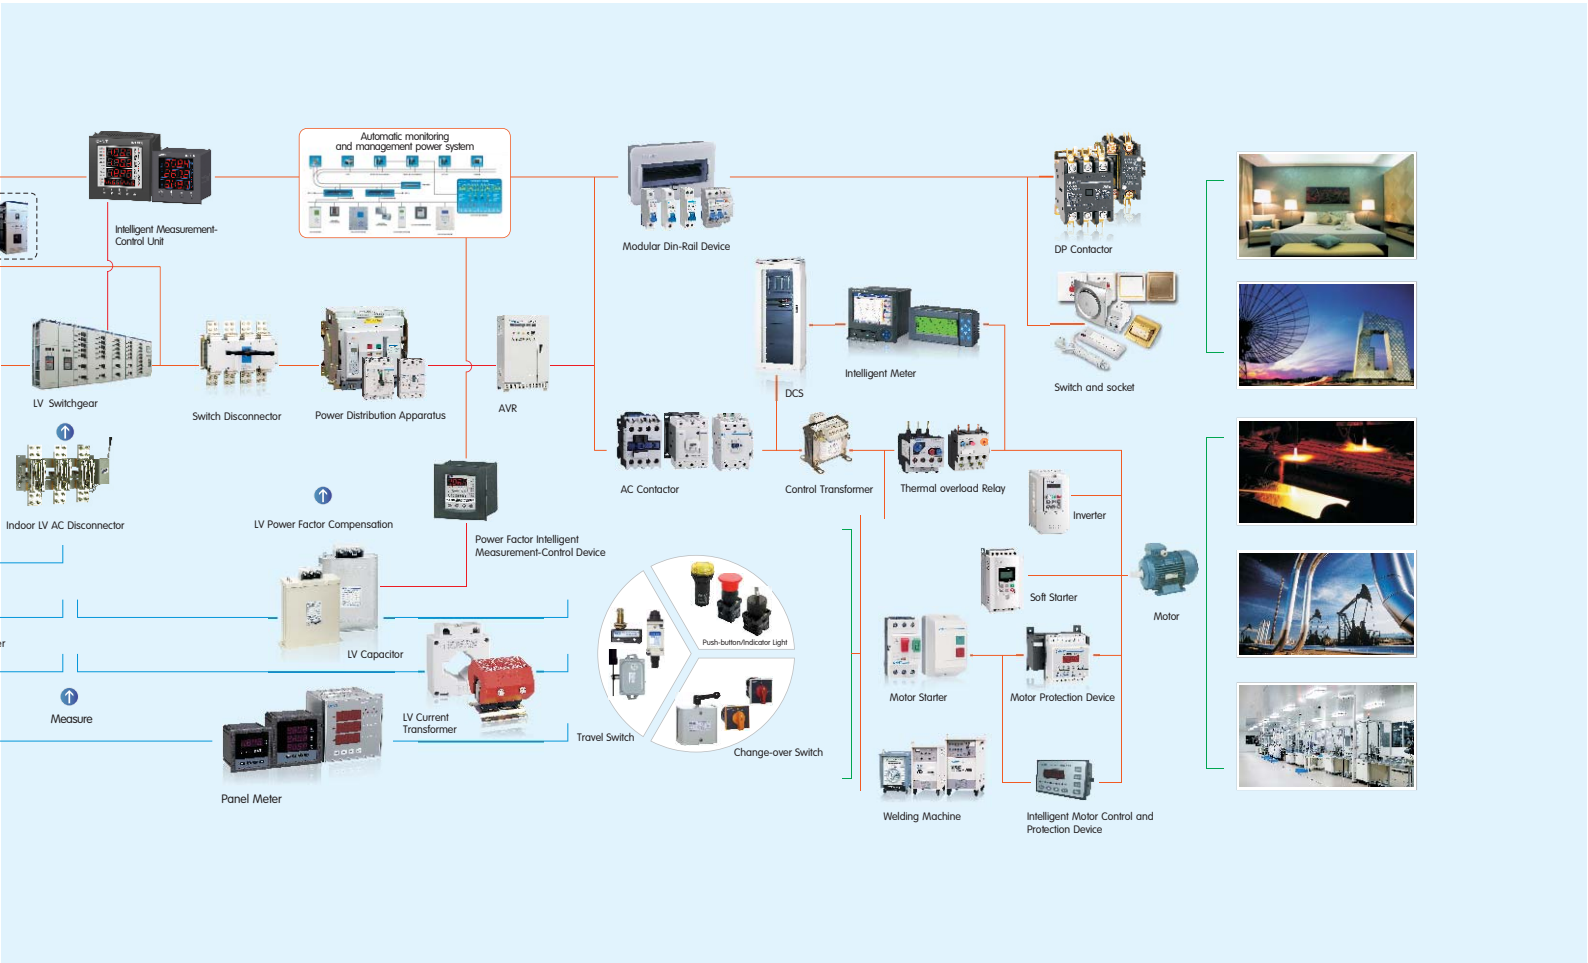 Automatic monitoring
and management power system
Intelligent Measurement-
Control Unit
Modular Din-Rail Device
DP Contactor
LV Switchgear
Switch Disconnector
Power Distribution Apparatus
AVR
DCS
Intelligent Meter
Switch and socket
Indoor LV AC Disconnector
LV Power Factor Compensation
Power Factor Intelligent
Measurement-Control Device
AC Contactor
Control Transformer
Thermal overload Relay
Inverter
Soft Starter
Motor
er
LV Capacitor
Push-button/Indicator Light
Measure
LV Current
Transformer
Travel Switch
Change-over Switch
Motor Starter
Motor Protection Device
Panel Meter
Welding Machine
Intelligent Motor Control and
Protection Device